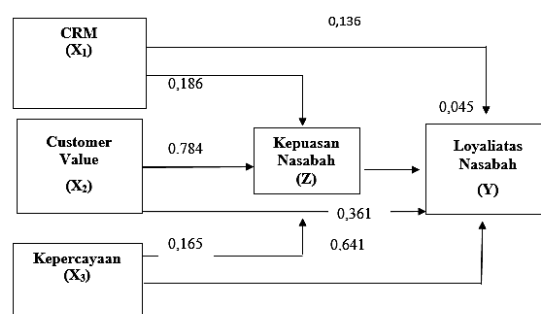 0,136
CRM
(X₁)
0,186
0,045
Customer
Value
(X₂)
0.784
Kepuasan
Nasabah
(Z)
Loyaliatas
Nasabah
(Y)
0,361
Kepercayaan
(X₃)
0,165
0,641